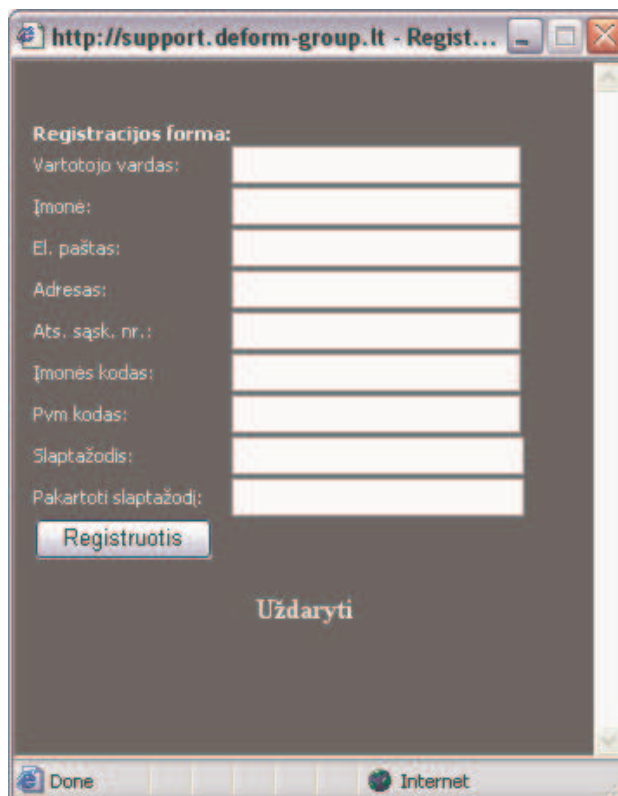 http://support.deform-group.lt - Regist...
Registracijos forma:
Vartotojo vardas:
Įmonė:
El. paštas:
Adresas:
Ats. sąsk. nr.:
Įmonės kodas:
Pvm kodas:
Slaptažodis:
Pakartoti slaptažodį:
Registruotis
Uždaryti
Done Internet